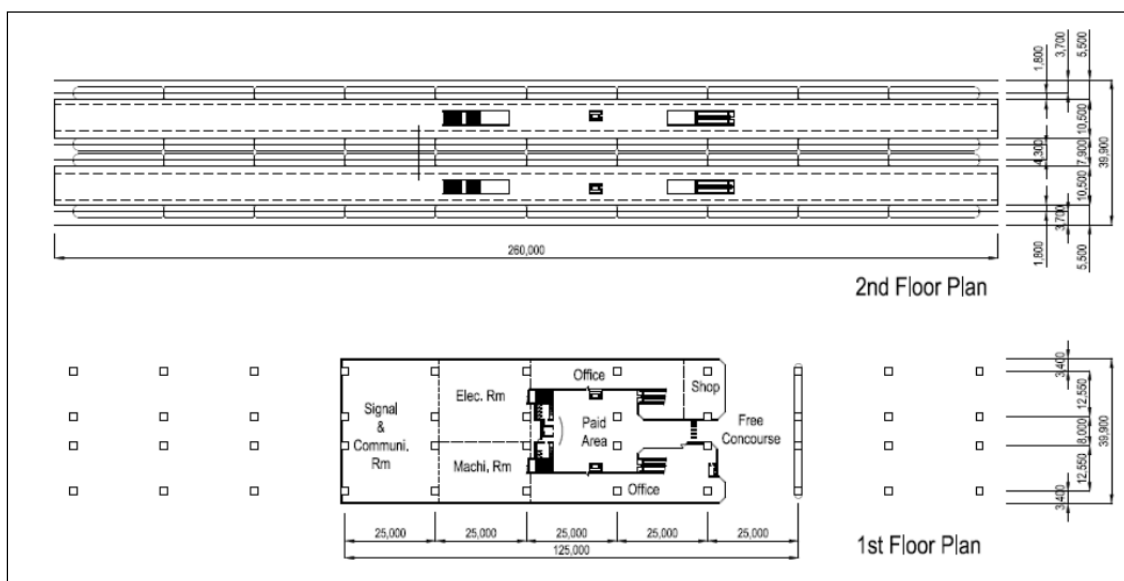 1,800
3,700
5,500
10,500
4,300
7,900
39,900
10,500
3,700
1,800
5,500
260,000
2nd Floor Plan
Office
Shop
Elec. Rm
Signal
&
Communi.
Rm
Paid
Area
Free
Concourse
Machi, Rm
Office
3,400
12,550
8,000
39,900
12,550
3,400
25,000
25,000
25,000
25,000
25,000
125,000
1st Floor Plan